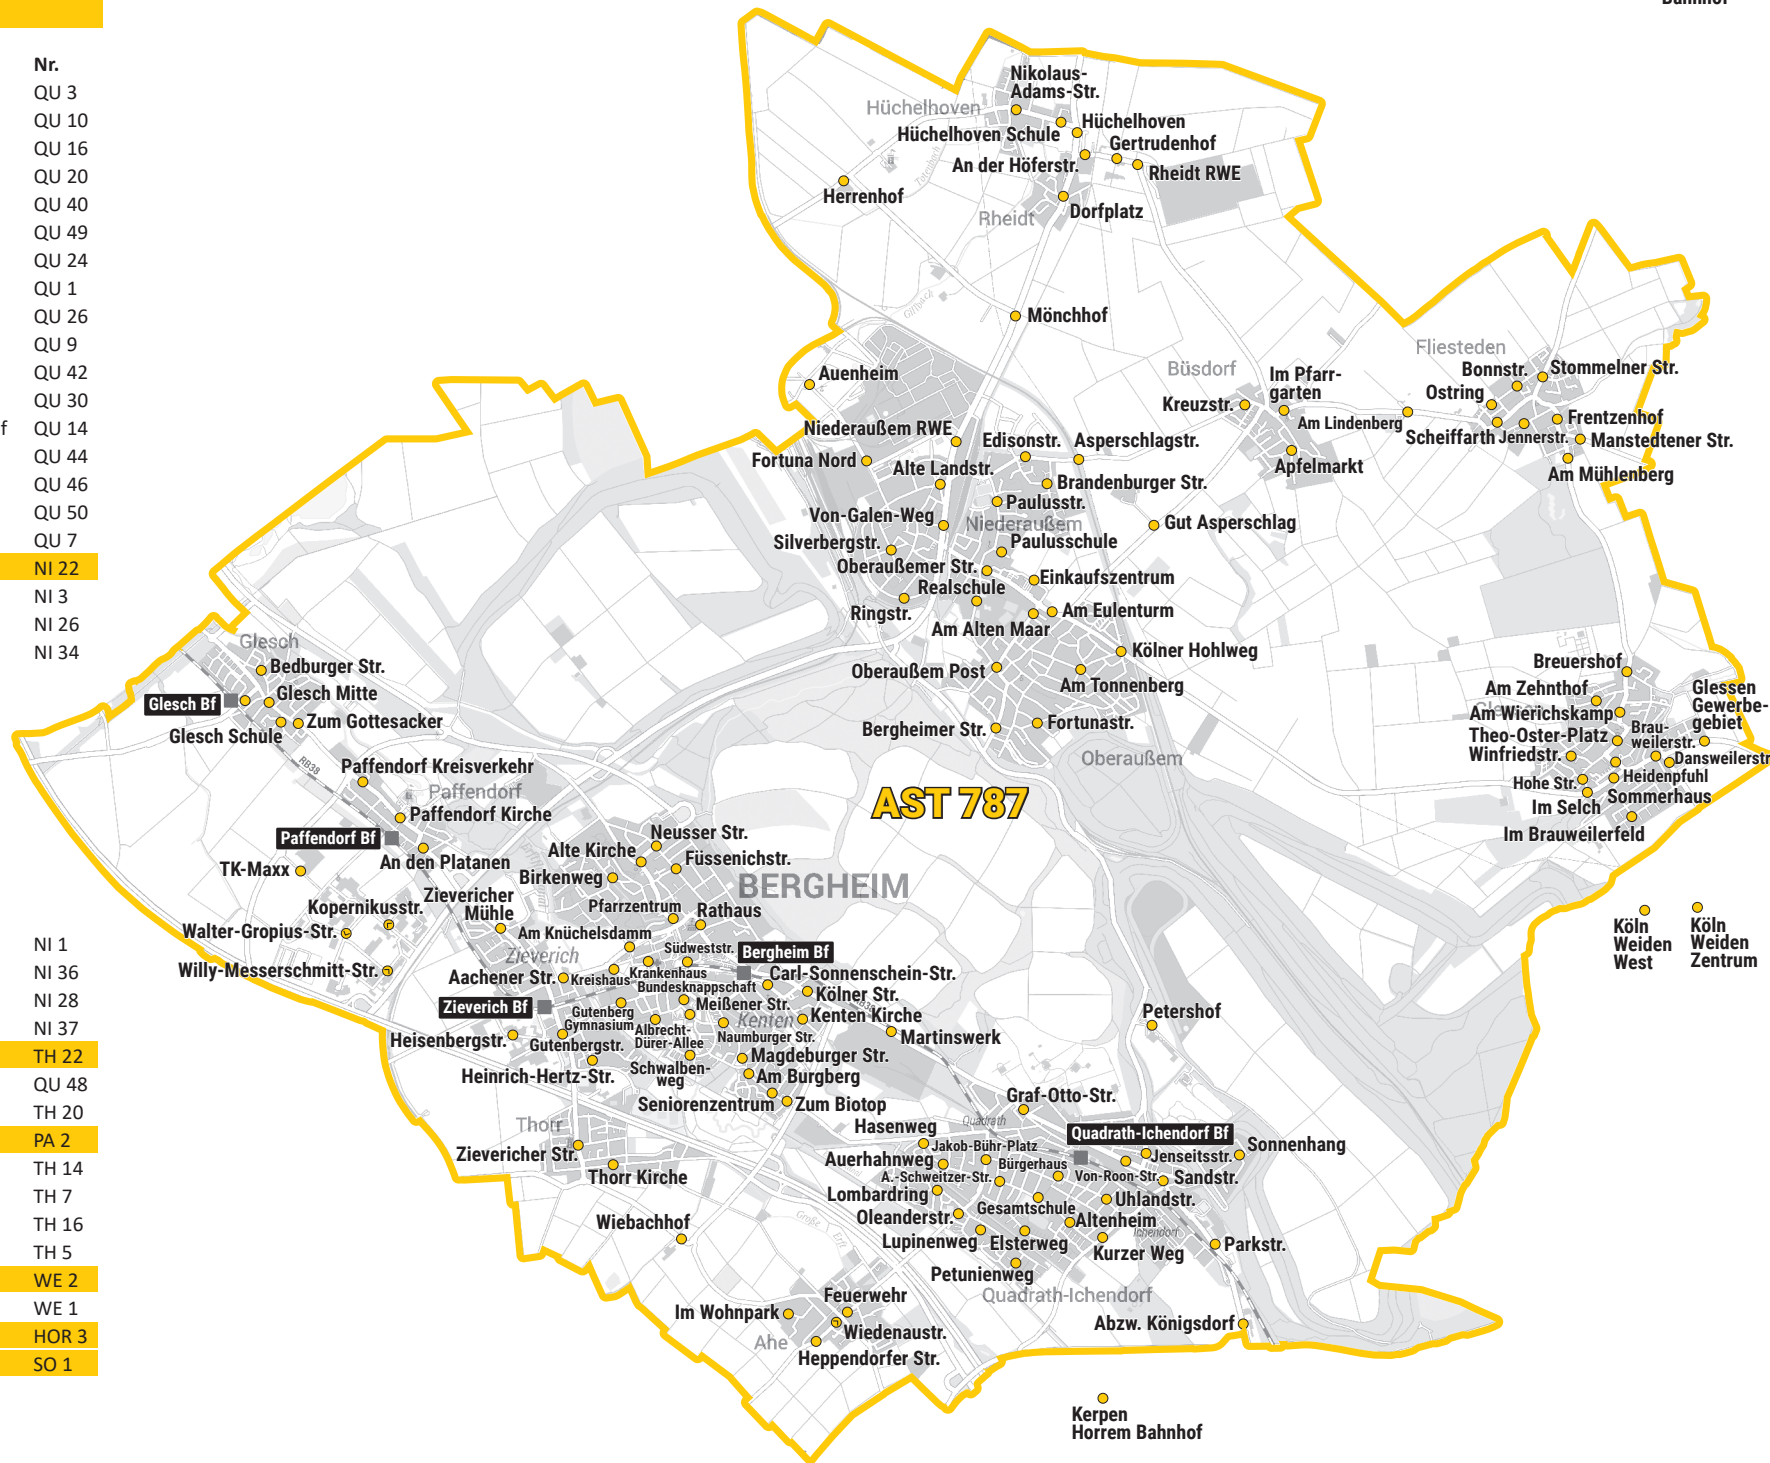 Bahnhof
Nr.
QU 3
QU 10
QU 16
QU 20
QU 40
QU 49
QU 24
QU 1
QU 26
QU 9
QU 42
QU 30
f QU 14
QU 44
QU 46
QU 50
QU 7
NI 22
NI 3
NI 26
NI 34
NI 1
NI 36
NI 28
NI 37
TH 22
QU 48
TH 20
PA 2
TH 14
TH 7
TH 16
TH 5
WE 2
WE 1
HOR 3
SO 1
Nikolaus-
Adams-Str.
Hüchelhoven
Hüchelhoven
Hüchelhoven Schule
Gertrudenhof
An der Höferstr.
Rheidt RWE
Herrenhof
Dorfplatz
Rheidt
Gillbach
Mönchhof
Auenheim
Niederaußem RWE
Fortuna Nord
Alte Landstr.
Edisonstr.
Asperschlagstr.
Brandenburger Str.
Paulusstr.
Von-Galen-Weg
Niederaußem
Silverbergstr.
Paulusschule
Gut Asperschlag
Oberaußemer Str.
Einkaufszentrum
Realschule
Ringstr.
Am Eulenturm
Am Alten Maar
Kölner Hohlweg
Oberaußem Post
Am Tonnenberg
Bergheimer Str.
Fortunastr.
Oberaußem
Büsdorf
Kreuzstr.
Im Pfarr-
garten
Am Lindenberg
Apfelmarkt
Fliesteden
Bonnstr.
Stommelner Str.
Ostring
Frentzenhof
Scheiffarth
Jennerstr.
Manstedtener Str.
Am Mühlenberg
Breuershof
Am Zehnthof
Glessen
Gewerbe-
gebiet
Am Wierichskamp
Theo-Oster-Platz
Brau-
weilerstr.
Winfriedstr.
Dansweilerstr
Hohe Str.
Heidenpfuhl
Im Selch
Sommerhaus
Im Brauweilerfeld
Köln
Weiden
West
Köln
Weiden
Zentrum
AST 787
Glesch
Bedburger Str.
Glesch Bf
Glesch Mitte
Zum Gottesacker
Glesch Schule
RB38
Paffendorf Kreisverkehr
Paffendorf
Paffendorf Kirche
Paffendorf Bf
An den Platanen
TK-Maxx
Kopernikusstr.
Walter-Gropius-Str.
Willy-Messerschmitt-Str.
Zievericher
Mühle
Zieverich
Aachener Str.
Zieverich Bf
Heisenbergstr.
Neusser Str.
Alte Kirche
Füssenichstr.
Birkenweg
BERGHEIM
Pfarrzentrum
Rathaus
Am Knüchelsdamm
Südweststr.
Bergheim Bf
Kreishaus
Krankenhaus
Carl-Sonnenschein-Str.
Bundesknappschaft
Kölner Str.
RB38
Meißener Str.
Gutenberg
Gymnasium
Albrecht-
Dürer-Allee
Kenten
Kenten Kirche
Naumburger Str.
Martinswerk
Gutenbergstr.
Magdeburger Str.
Heinrich-Hertz-Str.
Schwalben-
weg
Am Burgberg
Seniorenzentrum
Zum Biotop
Thorr
Zievericher Str.
Thorr Kirche
Wiebachhof
Große
Erft
Feuerwehr
Im Wohnpark
Wiedenaustr.
Ahe
Heppendorfer Str.
Petershof
Graf-Otto-Str.
Quadrath
Hasenweg
Quadrath-Ichendorf Bf
Sonnenhang
Jakob-Bühr-Platz
Jenseitsstr.
Auerhahnweg
Bürgerhaus
A.-Schweitzer-Str.
Von-Roon-Str.
Sandstr.
Lombardring
Uhlandstr.
Gesamtschule
Oleanderstr.
Altenheim
Ichendorf
Lupinenweg
Elsterweg
Kurzer Weg
Parkstr.
Petunienweg
Quadrath-Ichendorf
Abzw. Königsdorf
Kerpen
Horrem Bahnhof